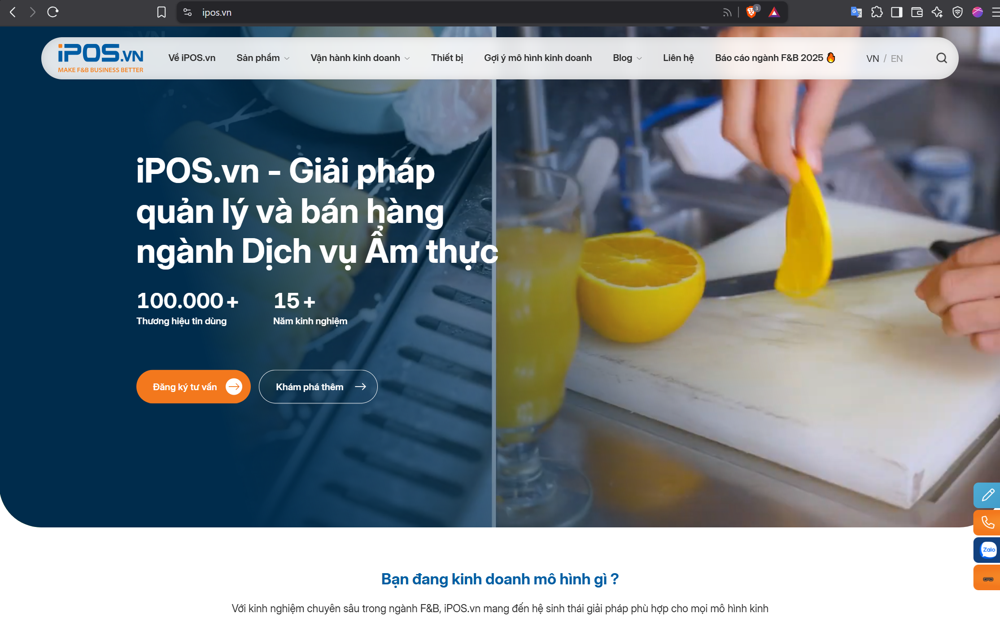 ipos.vn
3
iPOS.VN
MAKE F&B BUSINESS BETTER
Về iPOS.vn
Sản phẩm
Vận hành kinh doanh
Thiết bị
Gợi ý mô hình kinh doanh
Blog
Liên hệ
Báo cáo ngành F&B 2025 🔥
VN / EN
iPOS.vn - Giải pháp
quản lý và bán hàng
ngành Dịch vụ Ẩm thực
100.000+
Thương hiệu tin dùng
15+
Năm kinh nghiệm
Đăng ký tư vấn
Khám phá thêm
Zalo
Bạn đang kinh doanh mô hình gì ?
Với kinh nghiệm chuyên sâu trong ngành F&B, iPOS.vn mang đến hệ sinh thái giải pháp phù hợp cho mọi mô hình kinh